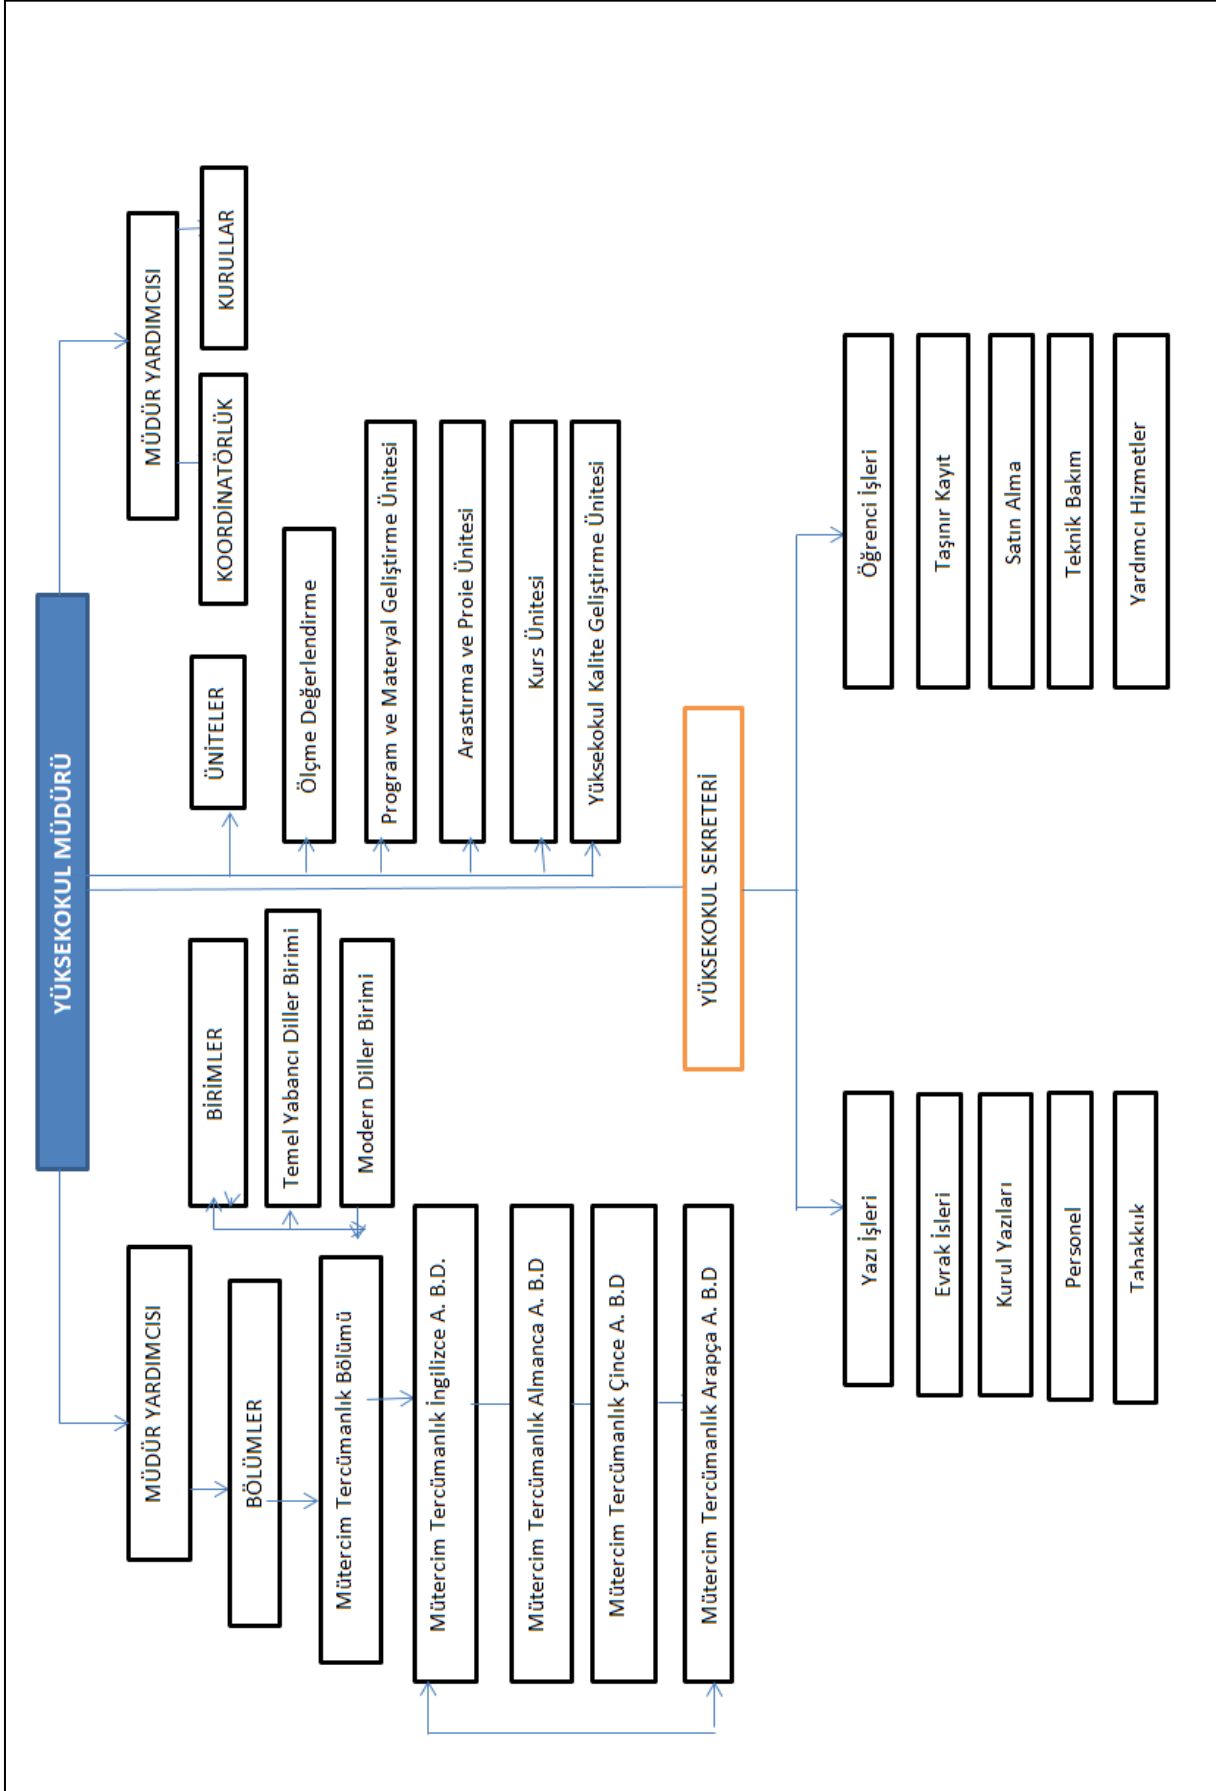 YÜKSEKOKUL MÜDÜRÜ
MÜDÜR YARDIMCISI
MÜDÜR YARDIMCISI
BİRİMLER
ÜNİTELER
KOORDİNATÖRLÜK
KURULLAR
BÖLÜMLER
Temel Yabancı Diller Birimi
Ölçme Değerlendirme
Mütercim Tercümanlık Bölümü
Modern Diller Birimi
Program ve Materyal Geliştirme Ünitesi
Mütercim Tercümanlık İngilizce A. B.D.
Arastırma ve Proie Ünitesi
Mütercim Tercümanlık Almanca A. B.D
Kurs Ünitesi
Mütercim Tercümanlık Çince A. B.D
Yüksekokul Kalite Geliştirme Ünitesi
Mütercim Tercümanlık Arapça A. B.D
YÜKSEKOKUL SEKRETERİ
Yazı İşleri
Öğrenci İşleri
Evrak İsleri
Taşınır Kayıt
Kurul Yazıları
Satın Alma
Personel
Teknik Bakım
Tahakkuk
Yardımcı Hizmetler